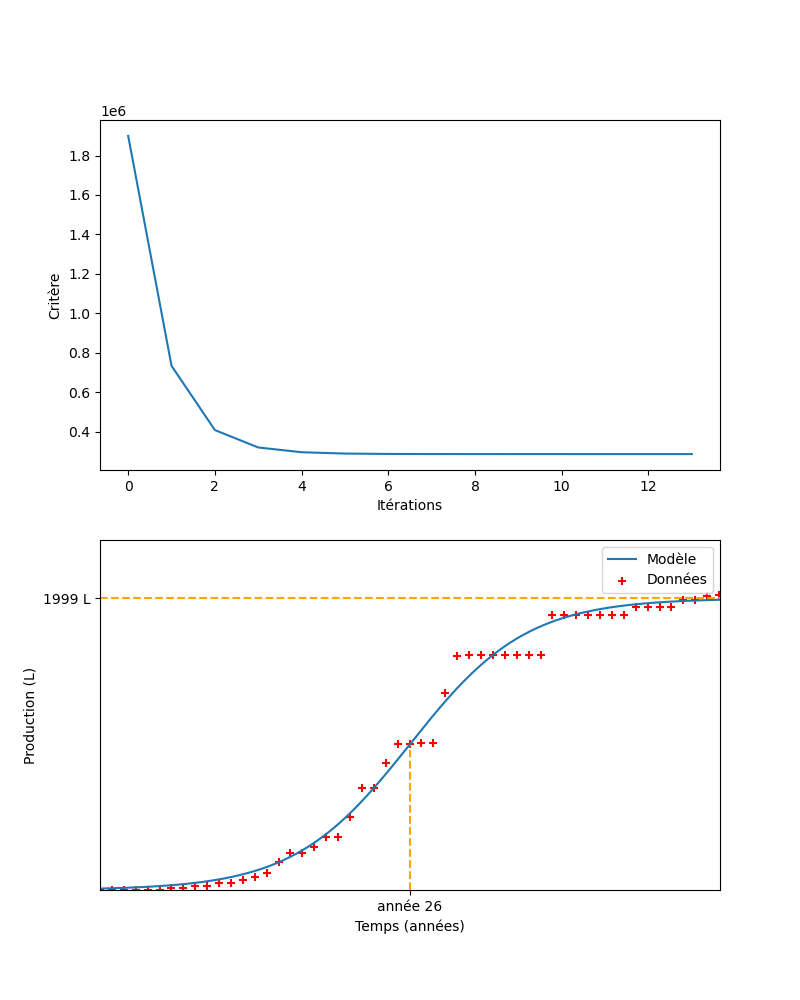 1e6
1.8
1.6
1.4
1.2
1.0
0.8
0.6
0.4
Critère
0 2 4 6 8 10 12
Itérations
Modèle
Données
1999 L
Production (L)
année 26
Temps (années)